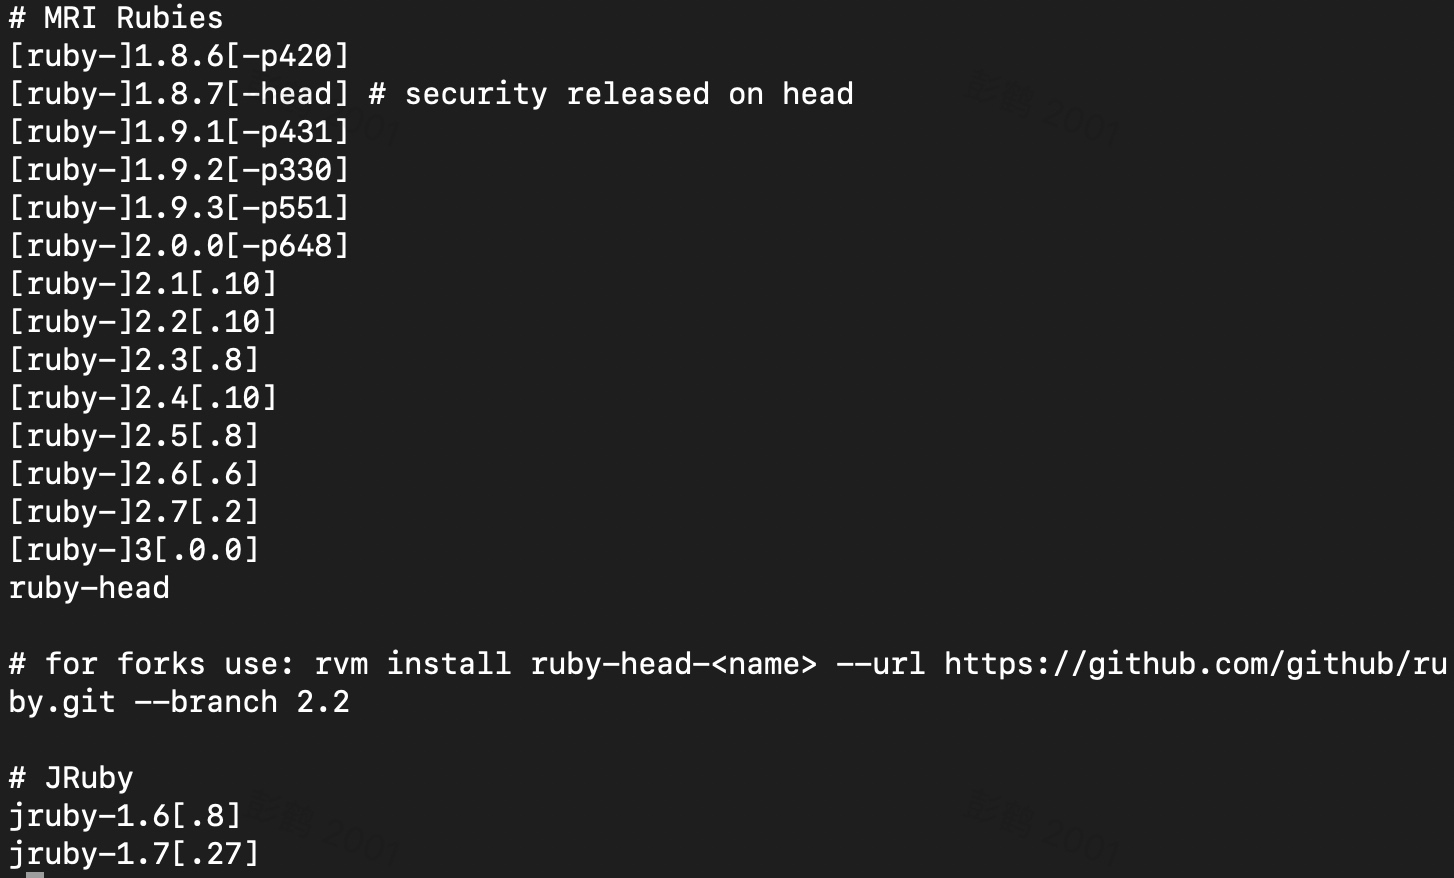 # MRI Rubies
[ruby-]1.8.6[-p420]
[ruby-]1.8.7[-head] # security released on head
[ruby-]1.9.1[-p431]
[ruby-]1.9.2[-p330]
[ruby-]1.9.3[-p551]
[ruby-]2.0.0[-p648]
[ruby-]2.1[.10]
[ruby-]2.2[.10]
[ruby-]2.3[.8]
[ruby-]2.4[.10]
[ruby-]2.5[.8]
[ruby-]2.6[.6]
[ruby-]2.7[.2]
[ruby-]3[.0.0]
ruby-head
# for forks use: rvm install ruby-head-<name> --url https://github.com/github/ru
by.git --branch 2.2
# JRuby
jruby-1.6[.8]
jruby-1.7[.27]